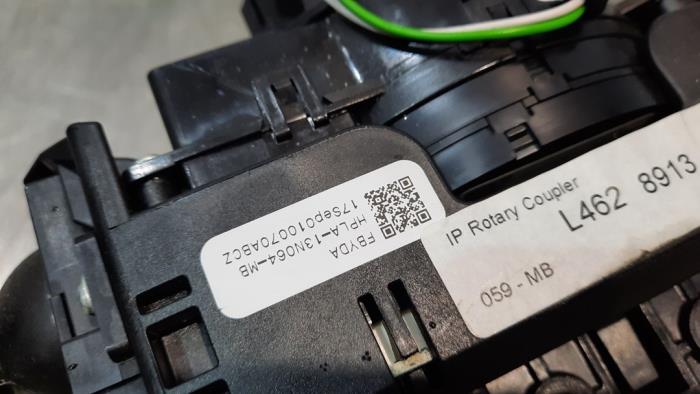 FBYDA
HPLA-13N064-MB
17Sep010070ABCZ
IP Rotary Coupler
L462 8913
059 - MB